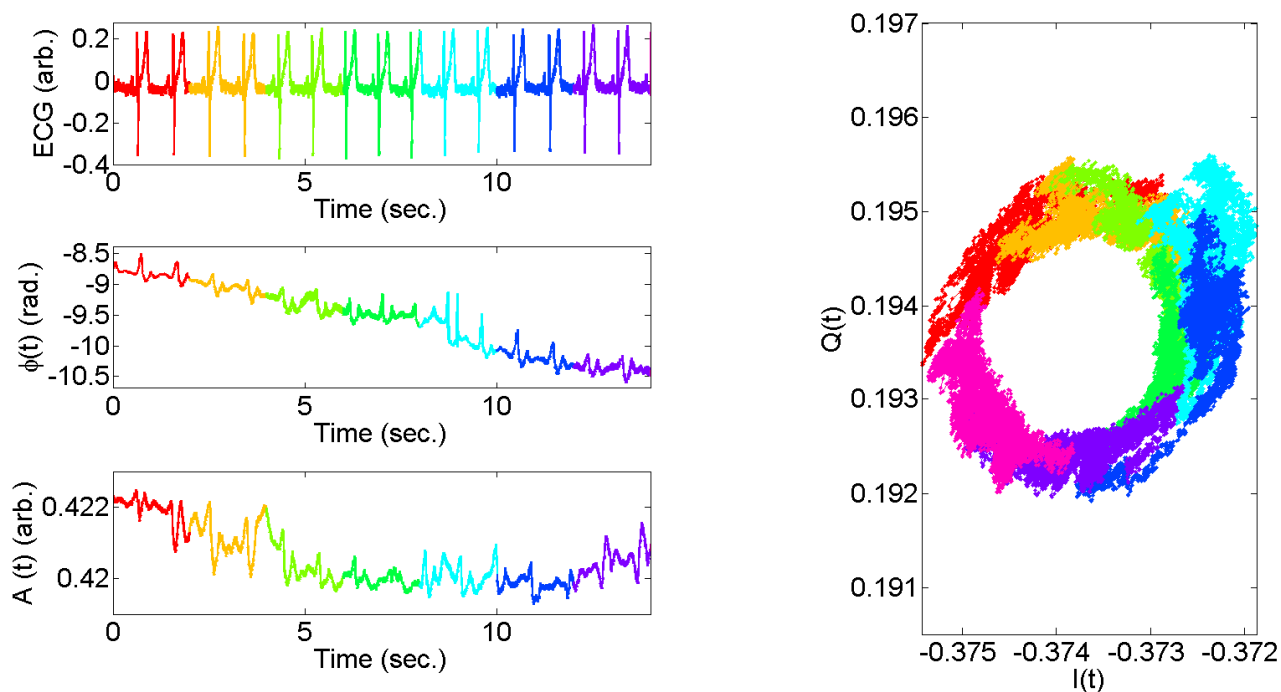 0.2
0
-0.2
-0.4
ECG (arb.)
0 5 10
Time (sec.)
-8.5
-9
-9.5
-10
-10.5
ϕ(t) (rad.)
0 5 10
Time (sec.)
0.422
0.42
A (t) (arb.)
0 5 10
Time (sec.)
0.197
0.196
0.195
0.194
0.193
0.192
0.191
Q(t)
-0.375 -0.374 -0.373 -0.372
I(t)